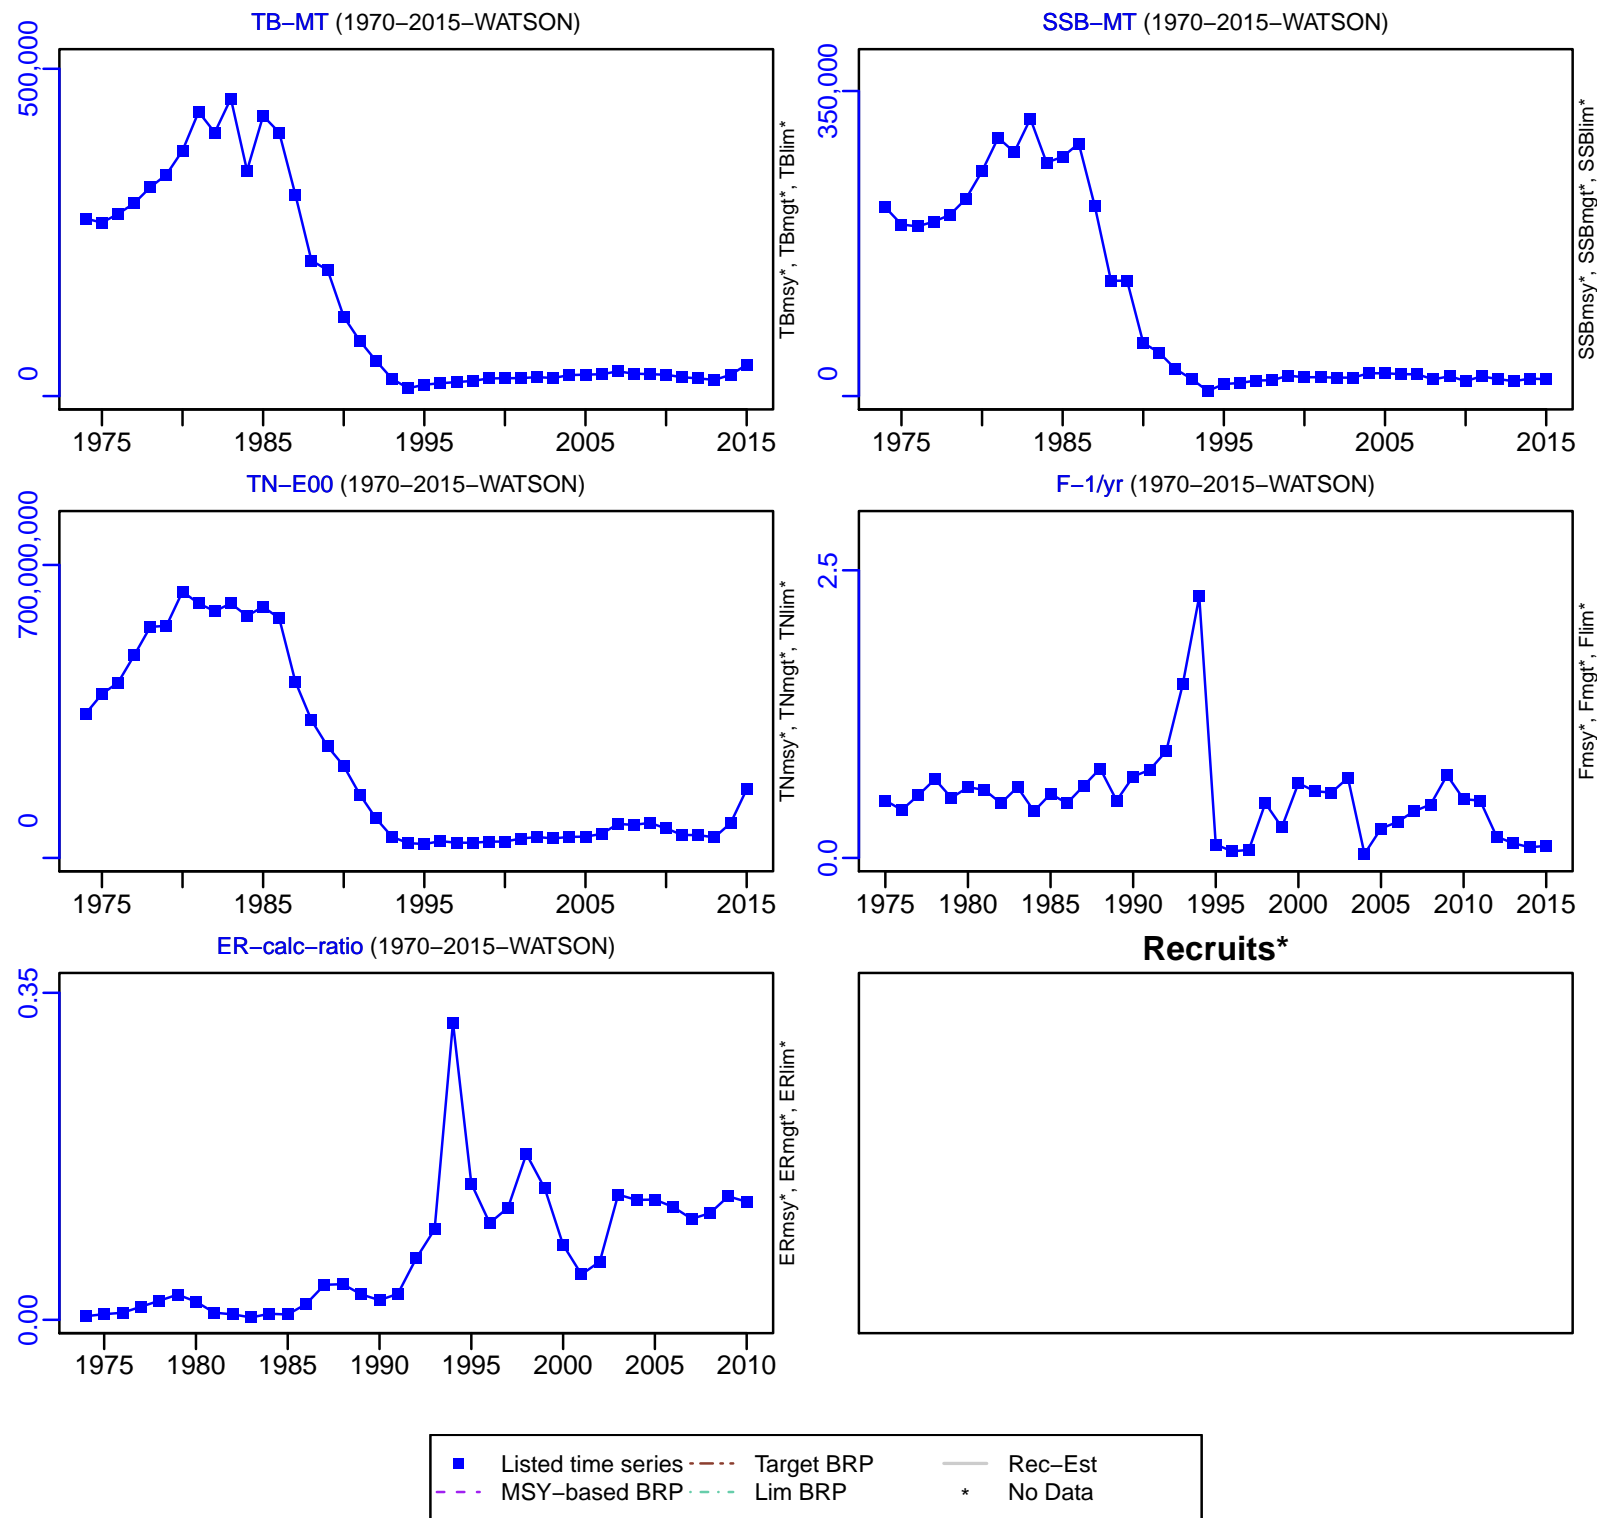 TB−MT (1970−2015−WATSON)
500,000
0
TBmsy*, TBmgt*, TBlim*
1975 1985 1995 2005 2015
SSB−MT (1970−2015−WATSON)
350,000
0
SSBmsy*, SSBmgt*, SSBlim*
1975 1985 1995 2005 2015
TN−E00 (1970−2015−WATSON)
700,000,000
0
TNmsy*, TNmgt*, TNlim*
1975 1985 1995 2005 2015
F−1/yr (1970−2015−WATSON)
2.5
0.0
Fmsy*, Fmgt*, Flim*
1975 1980 1985 1990 1995 2000 2005 2010 2015
ER−calc−ratio (1970−2015−WATSON)
0.35
0.00
ERmsy*, ERmgt*, ERlim*
1975 1980 1985 1990 1995 2000 2005 2010
Recruits*
Listed time series Target BRP Rec−Est
MSY−based BRP Lim BRP * No Data